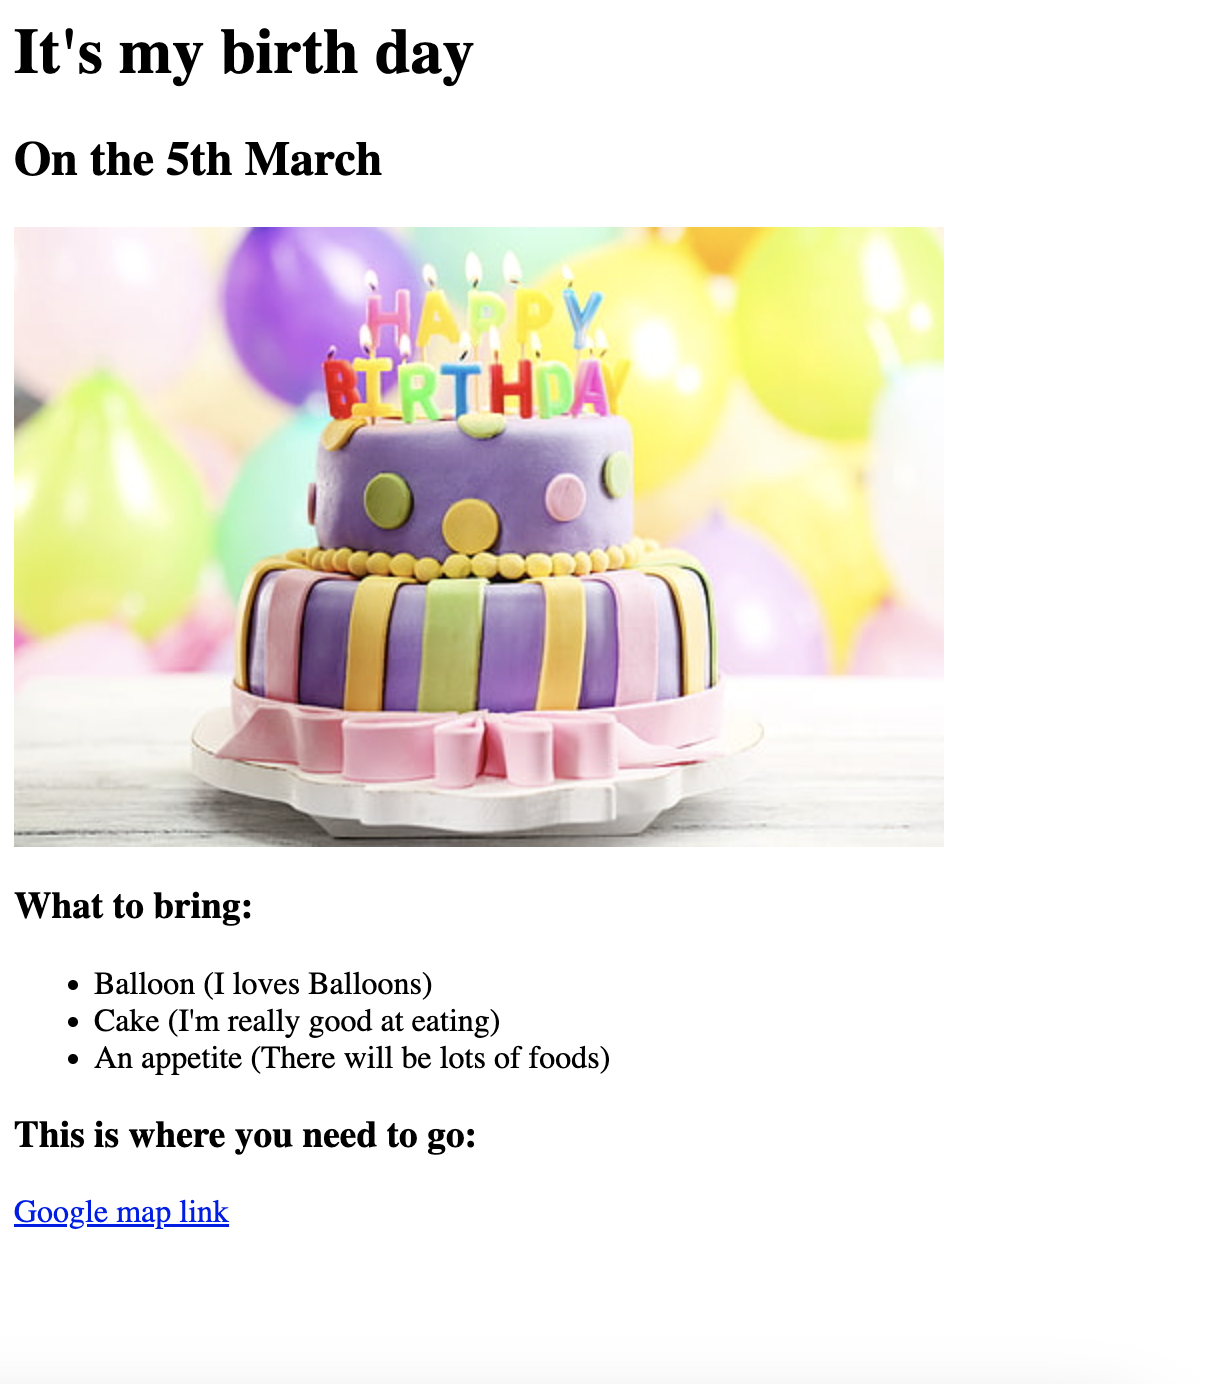 It's my birth day
On the 5th March
HAPPY
BIRTHDAY
What to bring:
Balloon (I loves Balloons)
Cake (I'm really good at eating)
An appetite (There will be lots of foods)
This is where you need to go:
Google map link